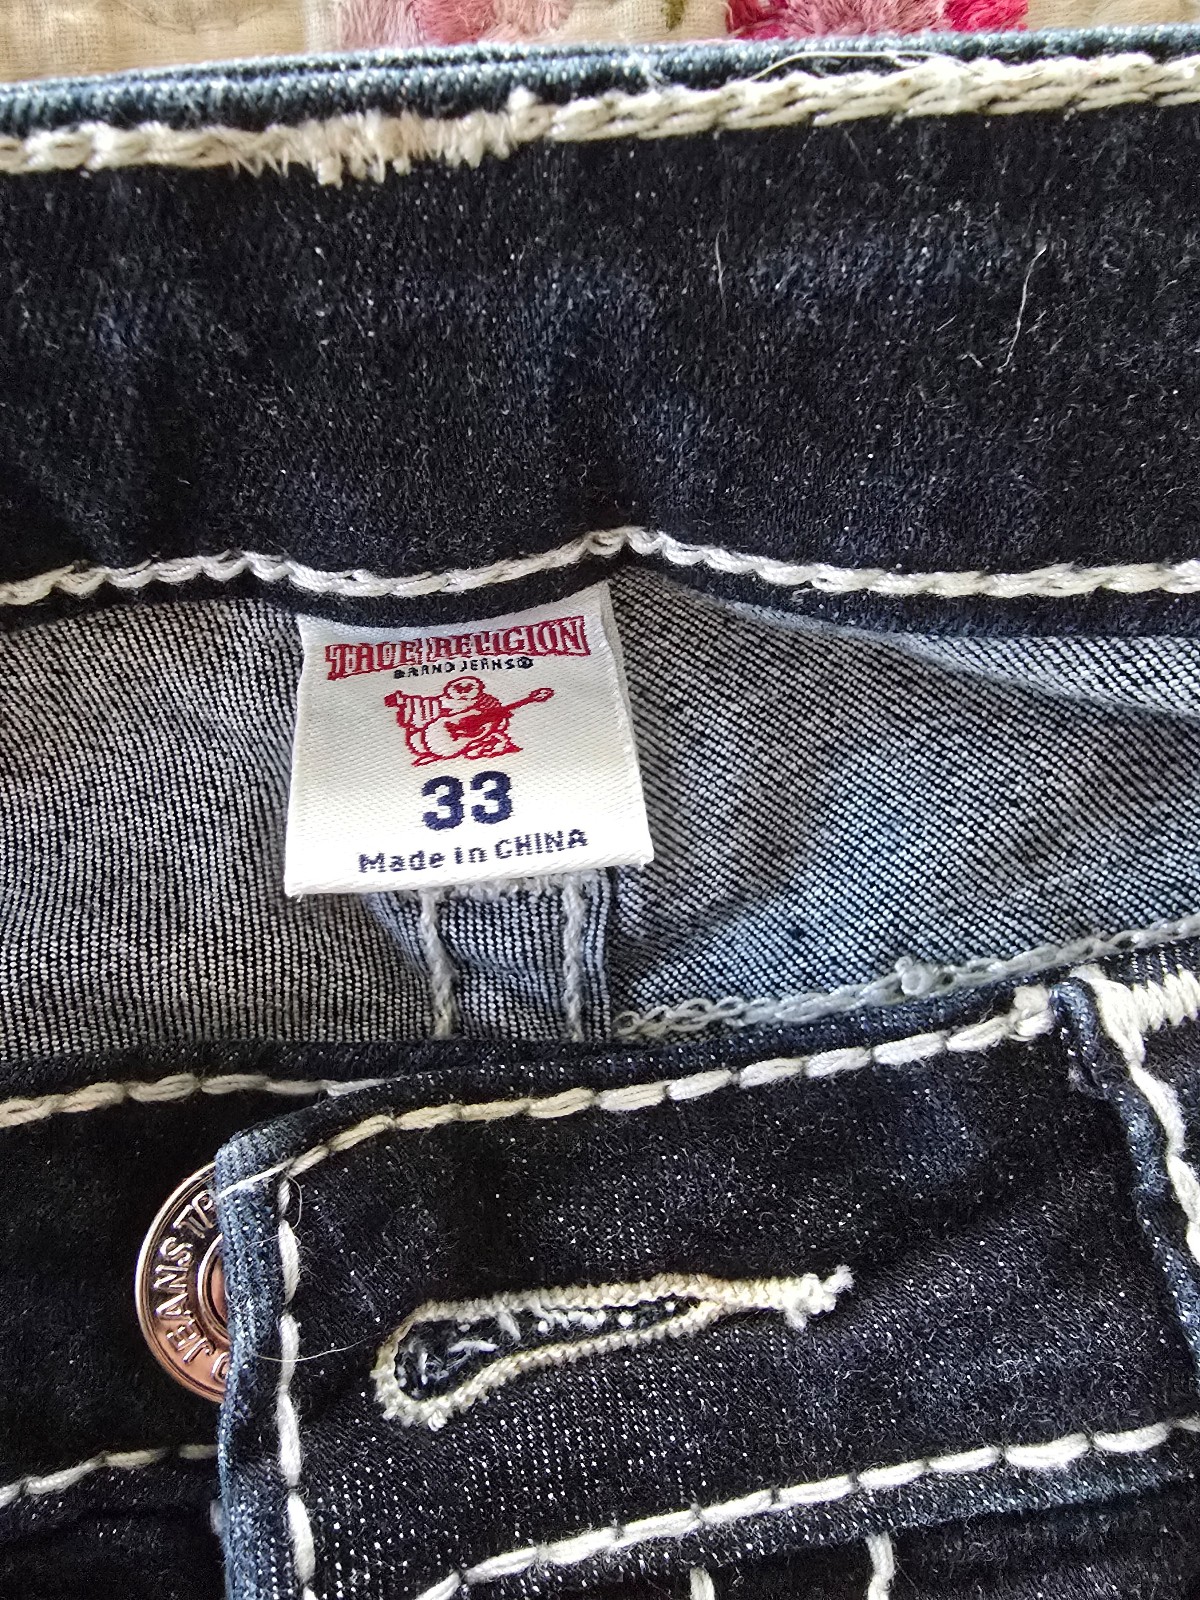 TRUE RELIGION
BRAND JEANS®
33
Made in CHINA
JEANS